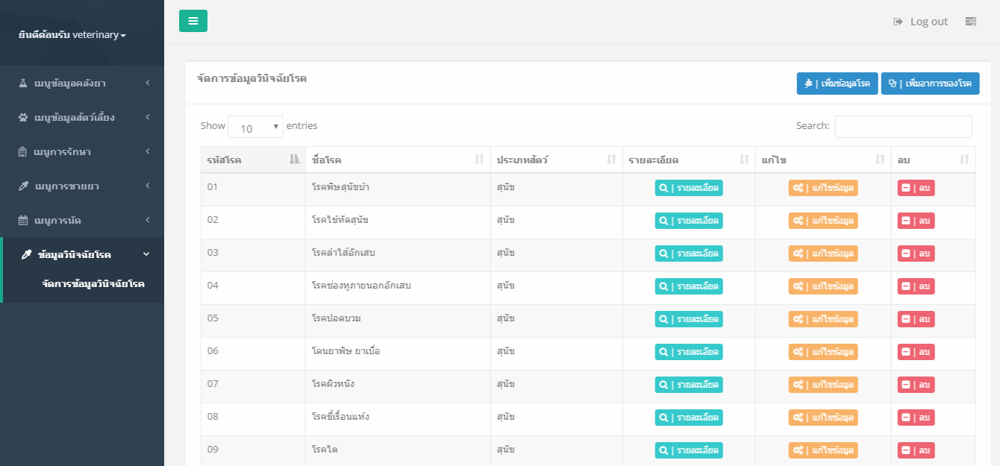 ยินดีต้อนรับ veterinary
Log out
เมนูข้อมูลคลังยา
เมนูข้อมูลสัตว์เลี้ยง
เมนูการรักษา
เมนูการขายยา
เมนูการนัด
ข้อมูลวินิจฉัยโรค
จัดการข้อมูลวินิจฉัยโรค
จัดการข้อมูลวินิจฉัยโรค
| เพิ่มข้อมูลโรค | เพิ่มอาการของโรค
Show 10 entries Search:
รหัสโรค ชื่อโรค ประเภทสัตว์ รายละเอียด แก้ไข ลบ
01 โรคพิษสุนัขบ้า สุนัข | รายละเอียด | แก้ไขข้อมูล | ลบ
02 โรคไข้หัดสุนัข สุนัข | รายละเอียด | แก้ไขข้อมูล | ลบ
03 โรคลำไส้อักเสบ สุนัข | รายละเอียด | แก้ไขข้อมูล | ลบ
04 โรคช่องหูภายนอกอักเสบ สุนัข | รายละเอียด | แก้ไขข้อมูล | ลบ
05 โรคปอดบวม สุนัข | รายละเอียด | แก้ไขข้อมูล | ลบ
06 โดนยาพิษ ยาเบื่อ สุนัข | รายละเอียด | แก้ไขข้อมูล | ลบ
07 โรคผิวหนัง สุนัข | รายละเอียด | แก้ไขข้อมูล | ลบ
08 โรคขี้เรื้อนแห้ง สุนัข | รายละเอียด | แก้ไขข้อมูล | ลบ
09 โรคไต สุนัข | รายละเอียด | แก้ไขข้อมูล | ลบ